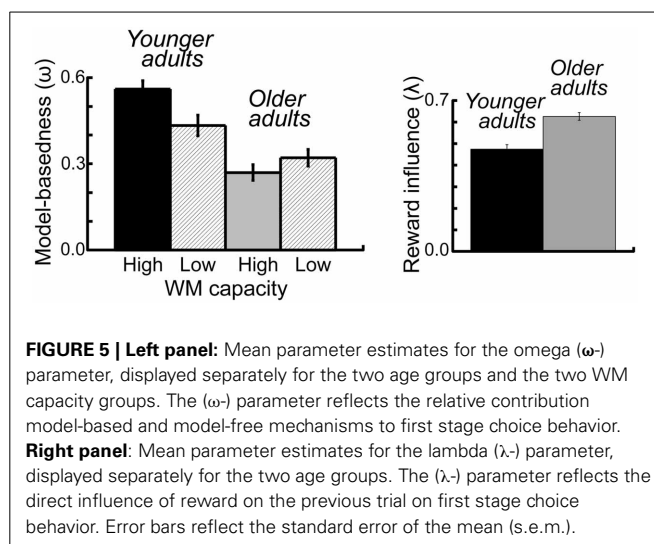 Younger
adults
Older
adults
0.6
0.3
0.0
Model-basedness (ω)
High Low High Low
WM capacity
Younger
adults
Older
adults
0.7
0.0
Reward influence (λ)
FIGURE 5 | Left panel: Mean parameter estimates for the omega (ω-)
parameter, displayed separately for the two age groups and the two WM
capacity groups. The (ω-) parameter reflects the relative contribution
model-based and model-free mechanisms to first stage choice behavior.
Right panel: Mean parameter estimates for the lambda (λ-) parameter,
displayed separately for the two age groups. The (λ-) parameter reflects the
direct influence of reward on the previous trial on first stage choice
behavior. Error bars reflect the standard error of the mean (s.e.m.).